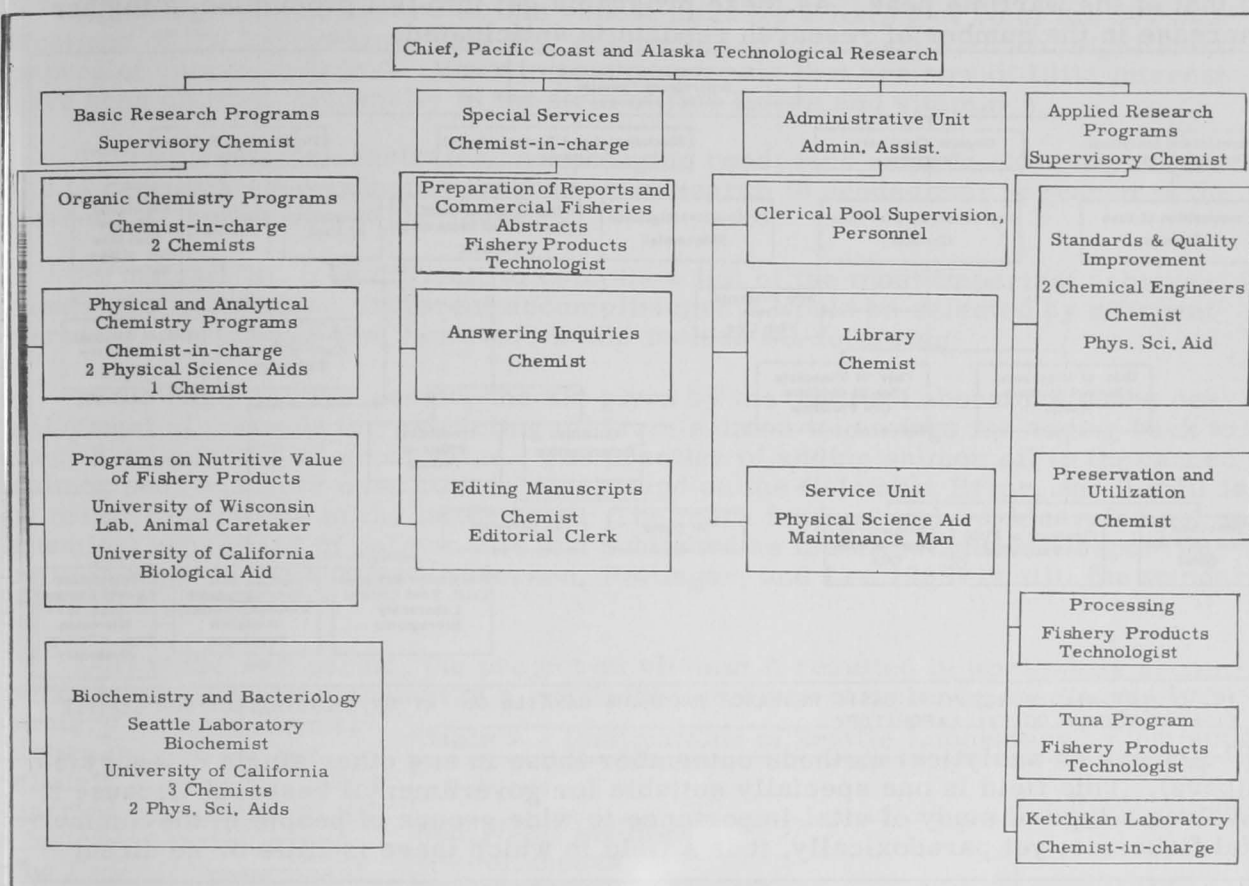 Chief, Pacific Coast and Alaska Technological Research
Basic Research Programs
Supervisory Chemist
Organic Chemistry Programs
Chemist-in-charge
2 Chemists
Physical and Analytical
Chemistry Programs
Chemist-in-charge
2 Physical Science Aids
1 Chemist
Programs on Nutritive Value
of Fishery Products
University of Wisconsin
Lab. Animal Caretaker
University of California
Biological Aid
Biochemistry and Bacteriology
Seattle Laboratory
Biochemist
University of California
3 Chemists
2 Phys. Sci. Aids
Special Services
Chemist-in-charge
Preparation of Reports and
Commercial Fisheries
Abstracts
Fishery Products
Technologist
Answering Inquiries
Chemist
Editing Manuscripts
Chemist
Editorial Clerk
Administrative Unit
Admin. Assist.
Clerical Pool Supervision,
Personnel
Library
Chemist
Service Unit
Physical Science Aid
Maintenance Man
Applied Research
Programs
Supervisory Chemist
Standards & Quality
Improvement
2 Chemical Engineers
Chemist
Phys. Sci. Aid
Preservation and
Utilization
Chemist
Processing
Fishery Products
Technologist
Tuna Program
Fishery Products
Technologist
Ketchikan Laboratory
Chemist-in-charge